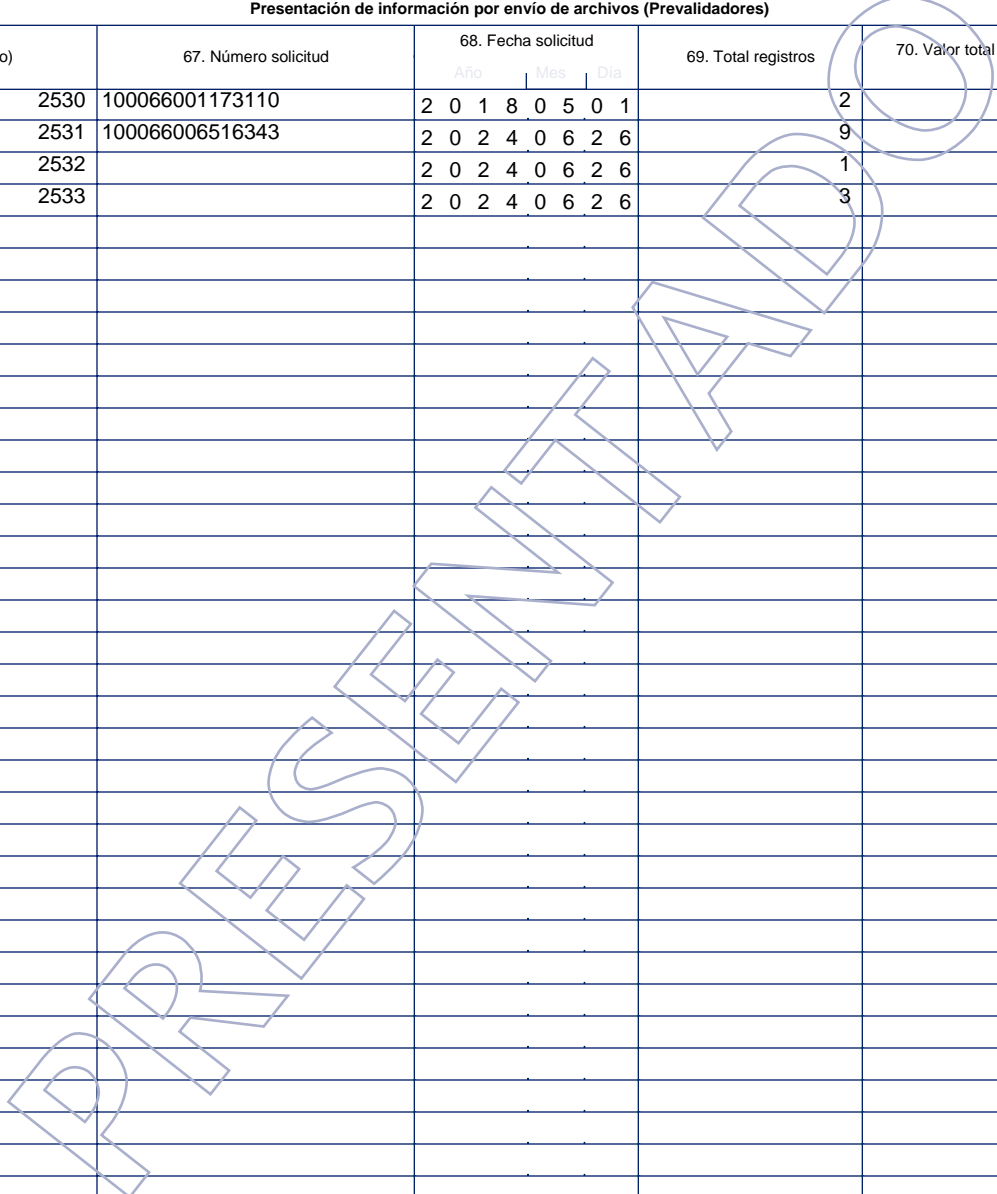 Presentación de información por envío de archivos (Prevalidadores)
o) 67. Número solicitud 68. Fecha solicitud 69. Total registros 70. Valor total
Año Mes Día
2530 100066001173110 2 0 1 8 0 5 0 1 2
2531 100066006516343 2 0 2 4 0 6 2 6 9
2532 2 0 2 4 0 6 2 6 1
2533 2 0 2 4 0 6 2 6 3
PRESENTADO